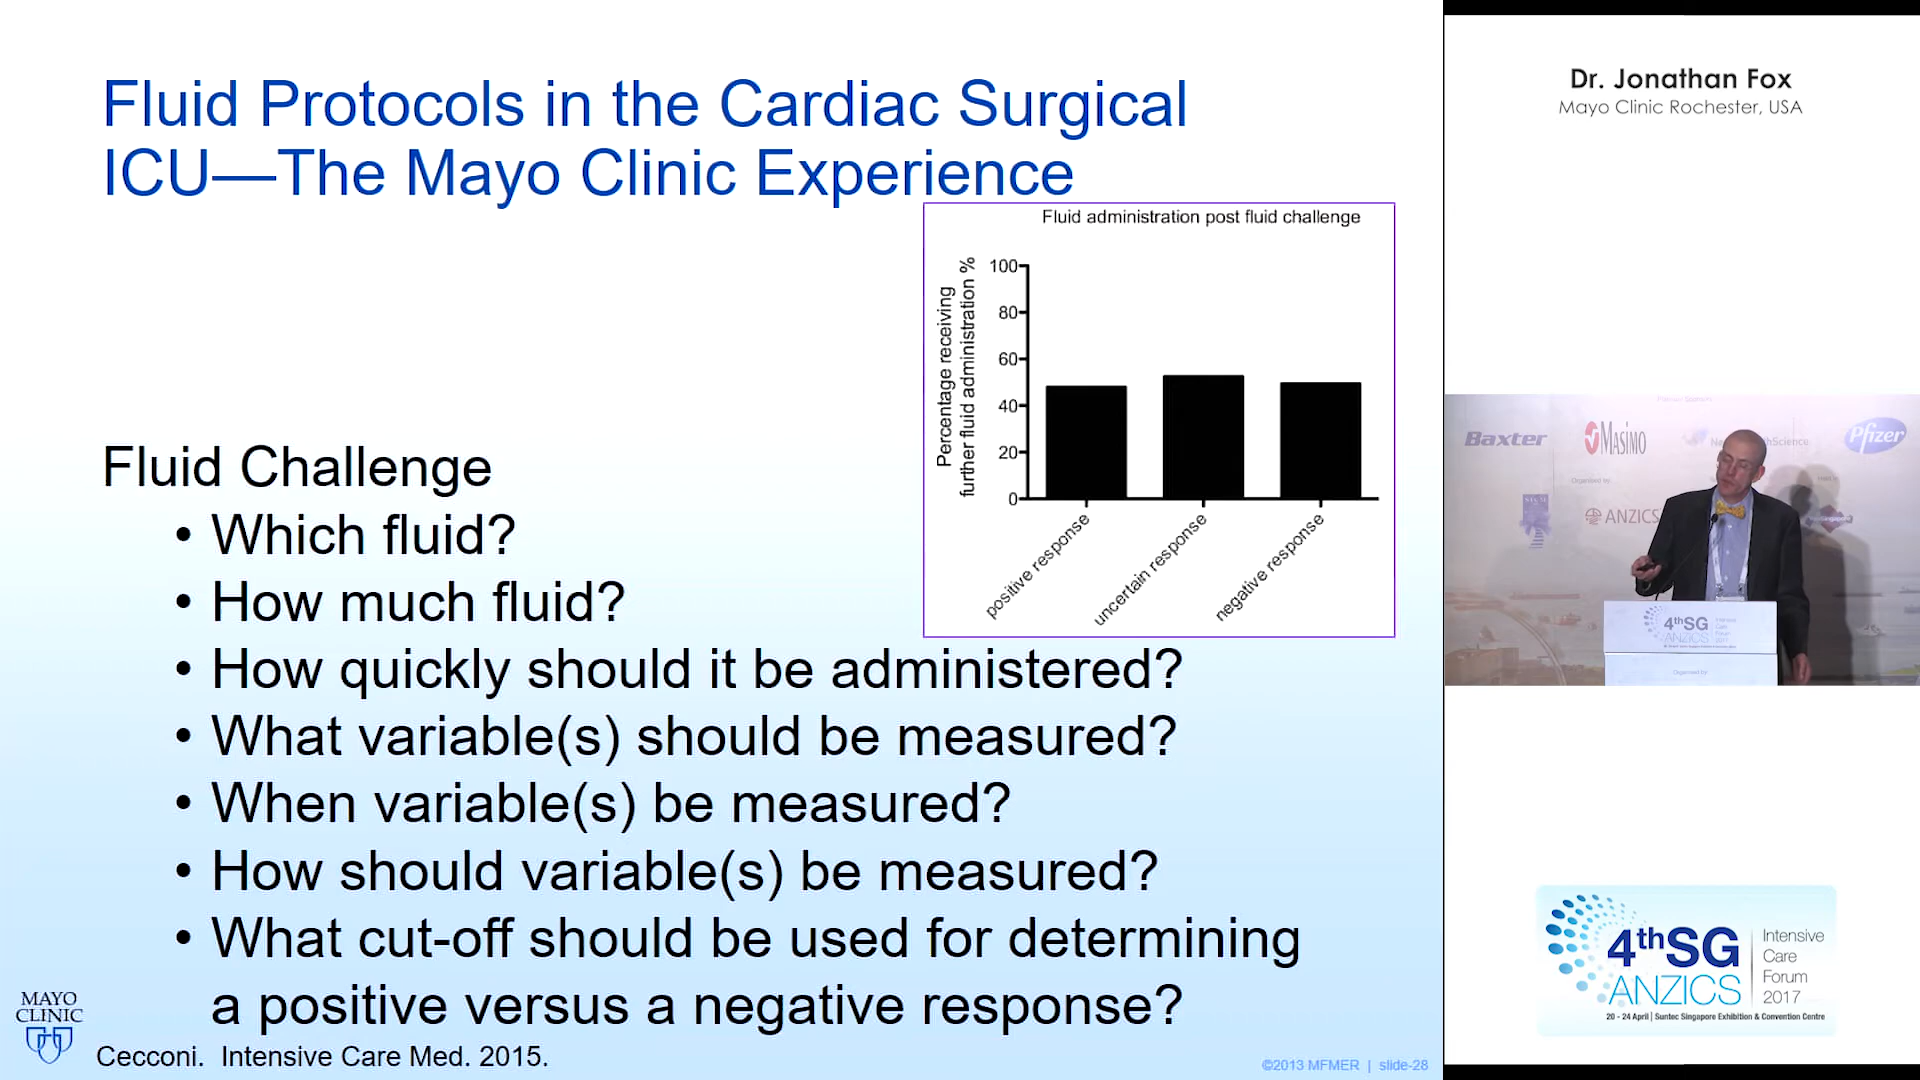 Fluid Protocols in the Cardiac Surgical
ICU—The Mayo Clinic Experience
Fluid administration post fluid challenge
Percentage receiving
further fluid administration %
100
80
60
40
20
0
positive response
uncertain response
negative response
Fluid Challenge
• Which fluid?
• How much fluid?
• How quickly should it be administered?
• What variable(s) should be measured?
• When variable(s) be measured?
• How should variable(s) be measured?
• What cut-off should be used for determining
a positive versus a negative response?
MAYO
CLINIC
Cecconi. Intensive Care Med. 2015.
©2013 MFMER | slide-28
Dr. Jonathan Fox
Mayo Clinic Rochester, USA
Baxter
Masimo
Pfizer
Organised by
ANZICS
4thSG
ANZICS
4thSG
ANZICS
Intensive
Care
Forum
2017
20 - 24 April | Suntec Singapore Exhibition & Convention Centre